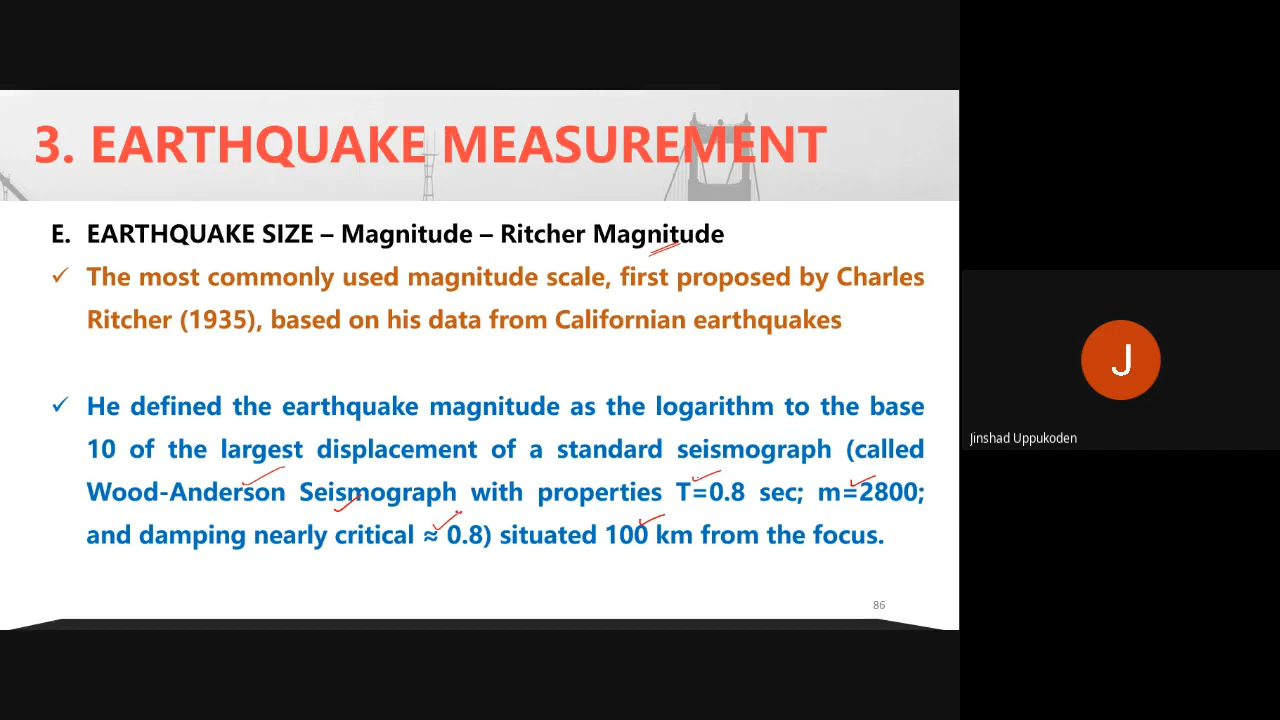 3. EARTHQUAKE MEASUREMENT
E. EARTHQUAKE SIZE – Magnitude – Ritcher Magnitude
✓ The most commonly used magnitude scale, first proposed by Charles
Ritcher (1935), based on his data from Californian earthquakes
✓ He defined the earthquake magnitude as the logarithm to the base
10 of the largest displacement of a standard seismograph (called
Wood-Anderson Seismograph with properties T=0.8 sec; m=2800;
and damping nearly critical ≈ 0.8) situated 100 km from the focus.
86
J
Jinshad Uppukoden